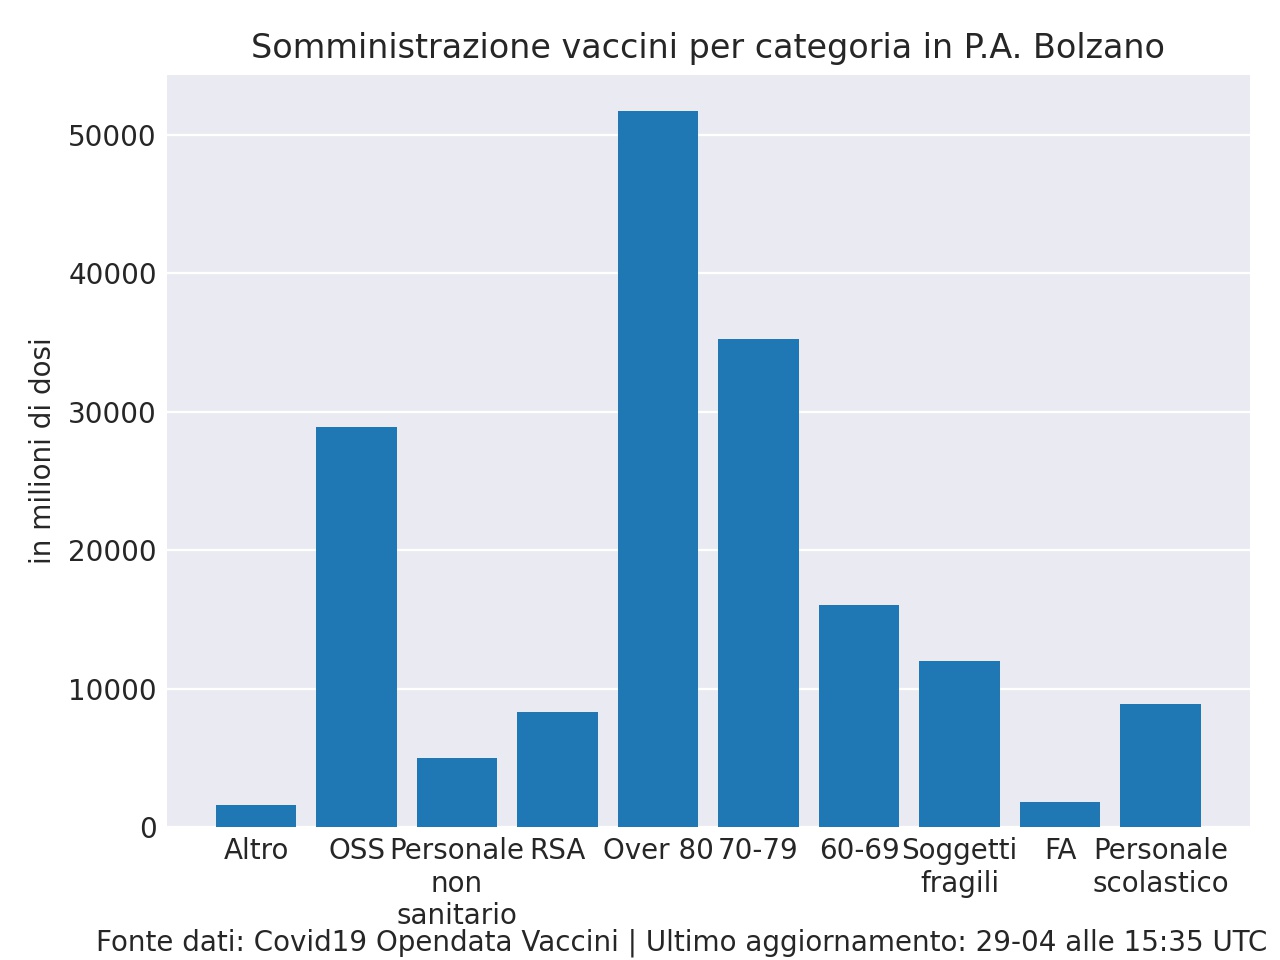 Somministrazione vaccini per categoria in P.A. Bolzano
in milioni di dosi
50000
40000
30000
20000
10000
0
Altro
OSS
Personale
non
sanitario
RSA
Over 80
70-79
60-69
Soggetti
fragili
FA
Personale
scolastico
Fonte dati: Covid19 Opendata Vaccini | Ultimo aggiornamento: 29-04 alle 15:35 UTC